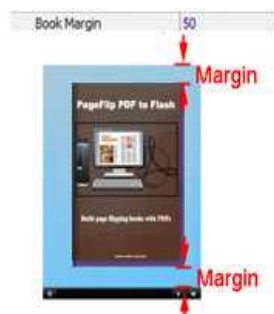 Book Margin 50
Margin
PageFlip PDF to Flash
Build page flipping books with PDFs
Margin